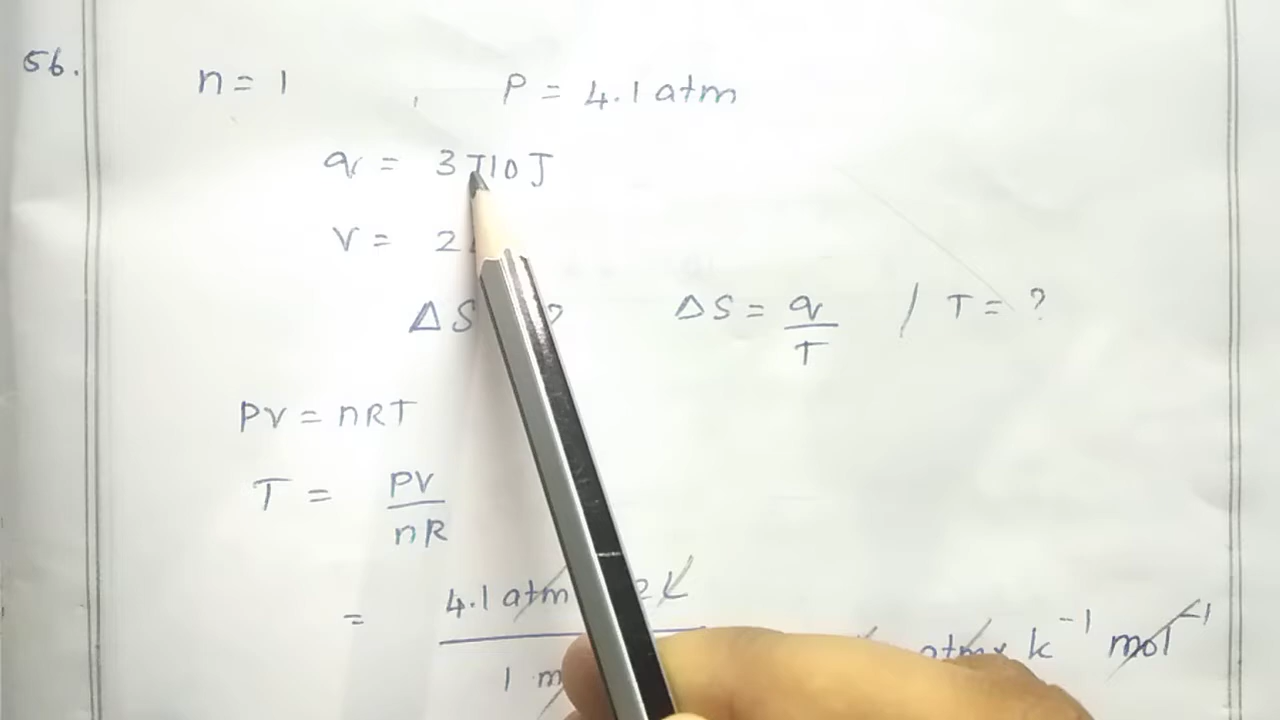 56.
n = 1 , P = 4.1 atm
q = 3710 J
V = 2
ΔS ? ΔS = q/T / T = ?
PV = nRT
T = PV/nR
= 4.1 atm 2 L
1 m atm x k⁻¹ mol⁻¹